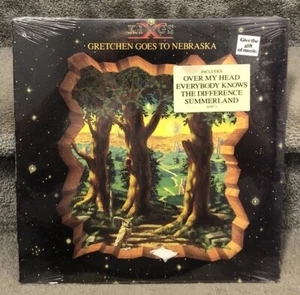 GRETCHEN GOES TO NEBRASKA
Give the
gift
of music.
INCLUDES
OVER MY HEAD
EVERYBODY KNOWS
THE DIFFERENCE
SUMMERLAND